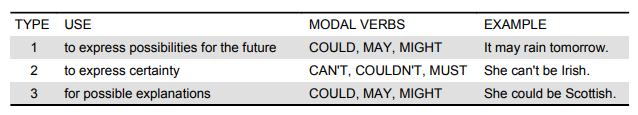 TYPE USE MODAL VERBS EXAMPLE
1 to express possibilities for the future COULD, MAY, MIGHT It may rain tomorrow.
2 to express certainty CAN'T, COULDN'T, MUST She can't be Irish.
3 for possible explanations COULD, MAY, MIGHT She could be Scottish.